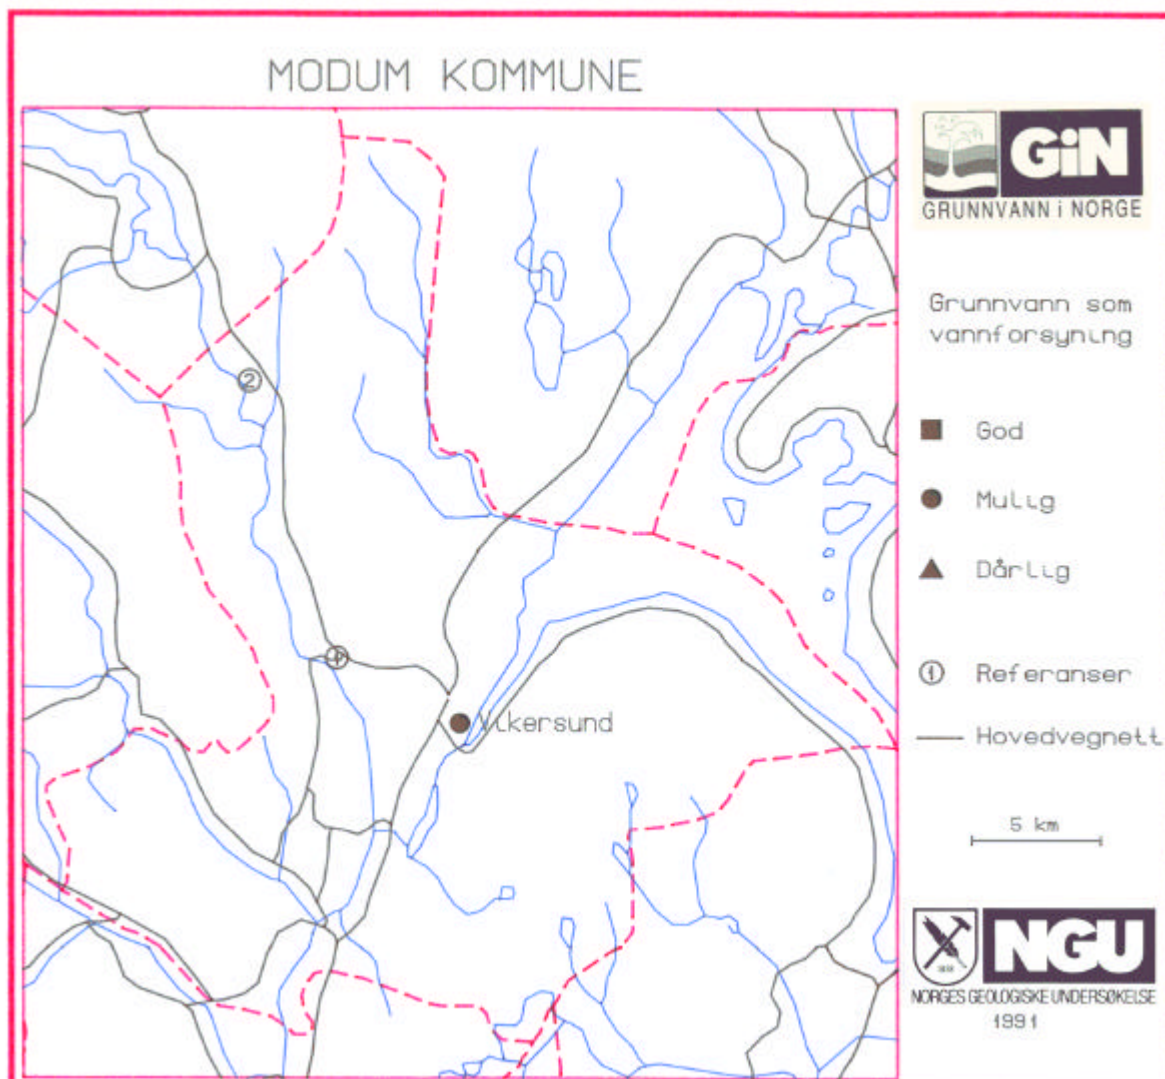 MODUM KOMMUNE
GiN
GRUNNVANN i NORGE
Grunnvann som
vannforsyning
God
Mulig
Dårlig
1 Referanser
Hovedvegnett
5 km
NGU
NORGES GEOLOGISKE UNDERSØKELSE
1991
2
1
Vikersund